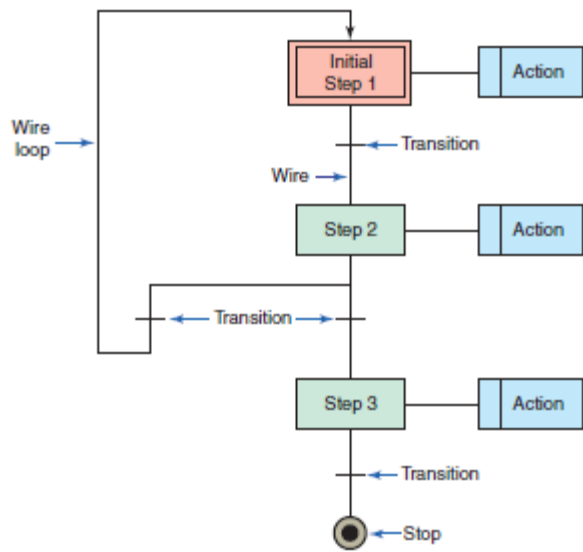 Initial
Step 1
Action
Wire
loop
Transition
Wire
Step 2
Action
Transition
Step 3
Action
Transition
Stop